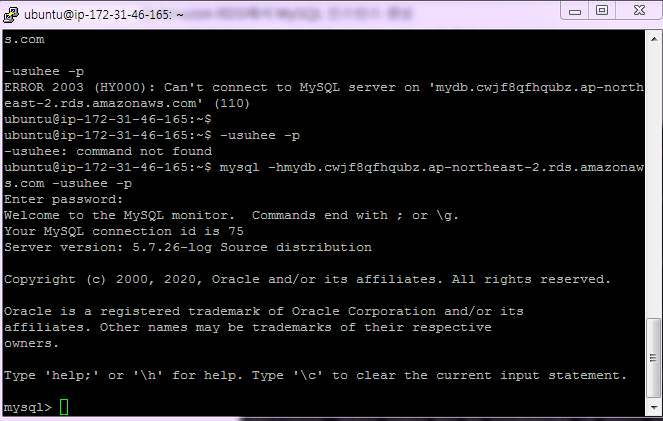 ubuntu@ip-172-31-46-165: ~
s.com
-usuhee -p
ERROR 2003 (HY000): Can't connect to MySQL server on 'mydb.cwjf8qfhqubz.ap-north
east-2.rds.amazonaws.com' (110)
ubuntu@ip-172-31-46-165:~$
ubuntu@ip-172-31-46-165:~$ -usuhee -p
-usuhee: command not found
ubuntu@ip-172-31-46-165:~$ mysql -hmydb.cwjf8qfhqubz.ap-northeast-2.rds.amazonaw
s.com -usuhee -p
Enter password:
Welcome to the MySQL monitor.  Commands end with ; or \g.
Your MySQL connection id is 75
Server version: 5.7.26-log Source distribution
Copyright (c) 2000, 2020, Oracle and/or its affiliates. All rights reserved.
Oracle is a registered trademark of Oracle Corporation and/or its
affiliates. Other names may be trademarks of their respective
owners.
Type 'help;' or '\h' for help. Type '\c' to clear the current input statement.
mysql>